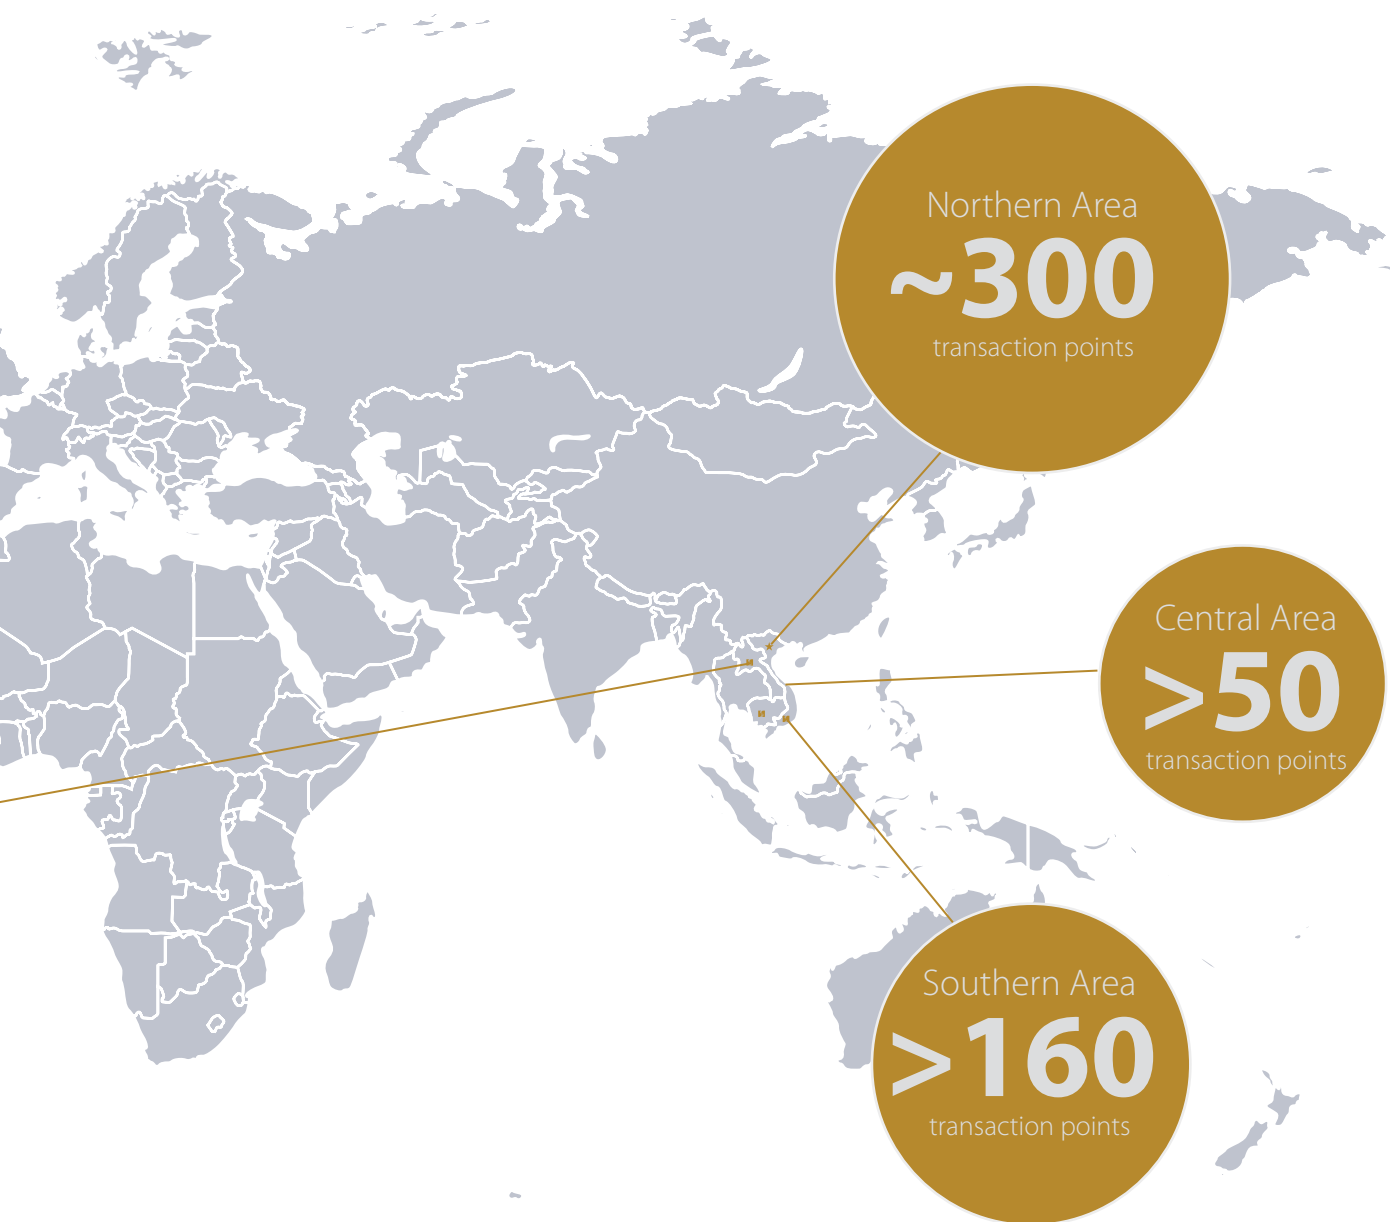 Northern Area
~300
transaction points
Central Area
>50
transaction points
Southern Area
>160
transaction points